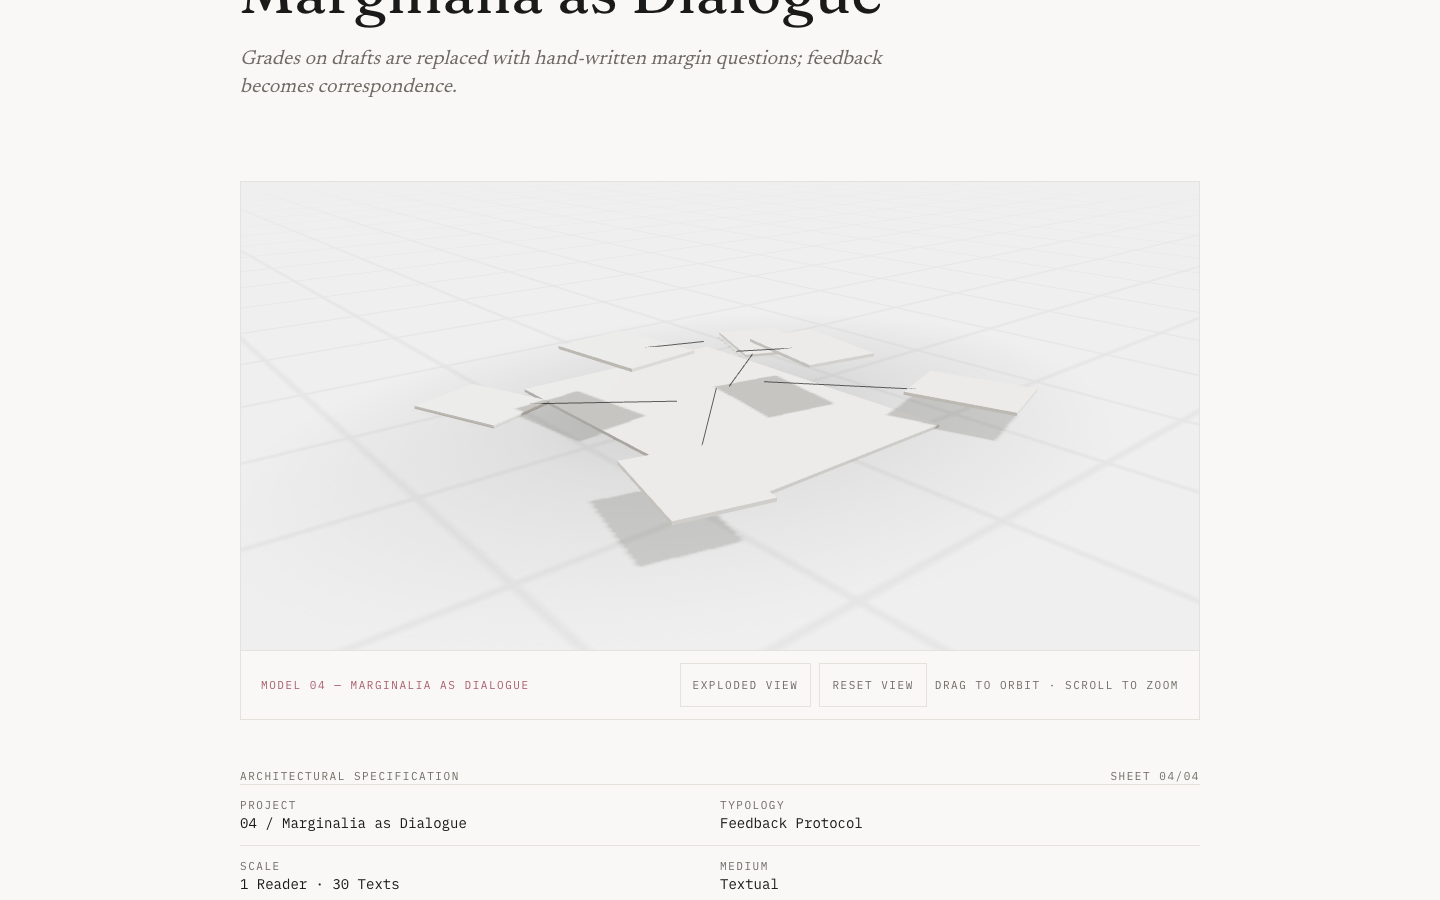 Marginalia as Dialogue
Grades on drafts are replaced with hand-written margin questions; feedback
becomes correspondence.
MODEL 04 — MARGINALIA AS DIALOGUE
EXPLODED VIEW
RESET VIEW
DRAG TO ORBIT · SCROLL TO ZOOM
ARCHITECTURAL SPECIFICATION
SHEET 04/04
PROJECT
04 / Marginalia as Dialogue
TYPOLOGY
Feedback Protocol
SCALE
1 Reader · 30 Texts
MEDIUM
Textual